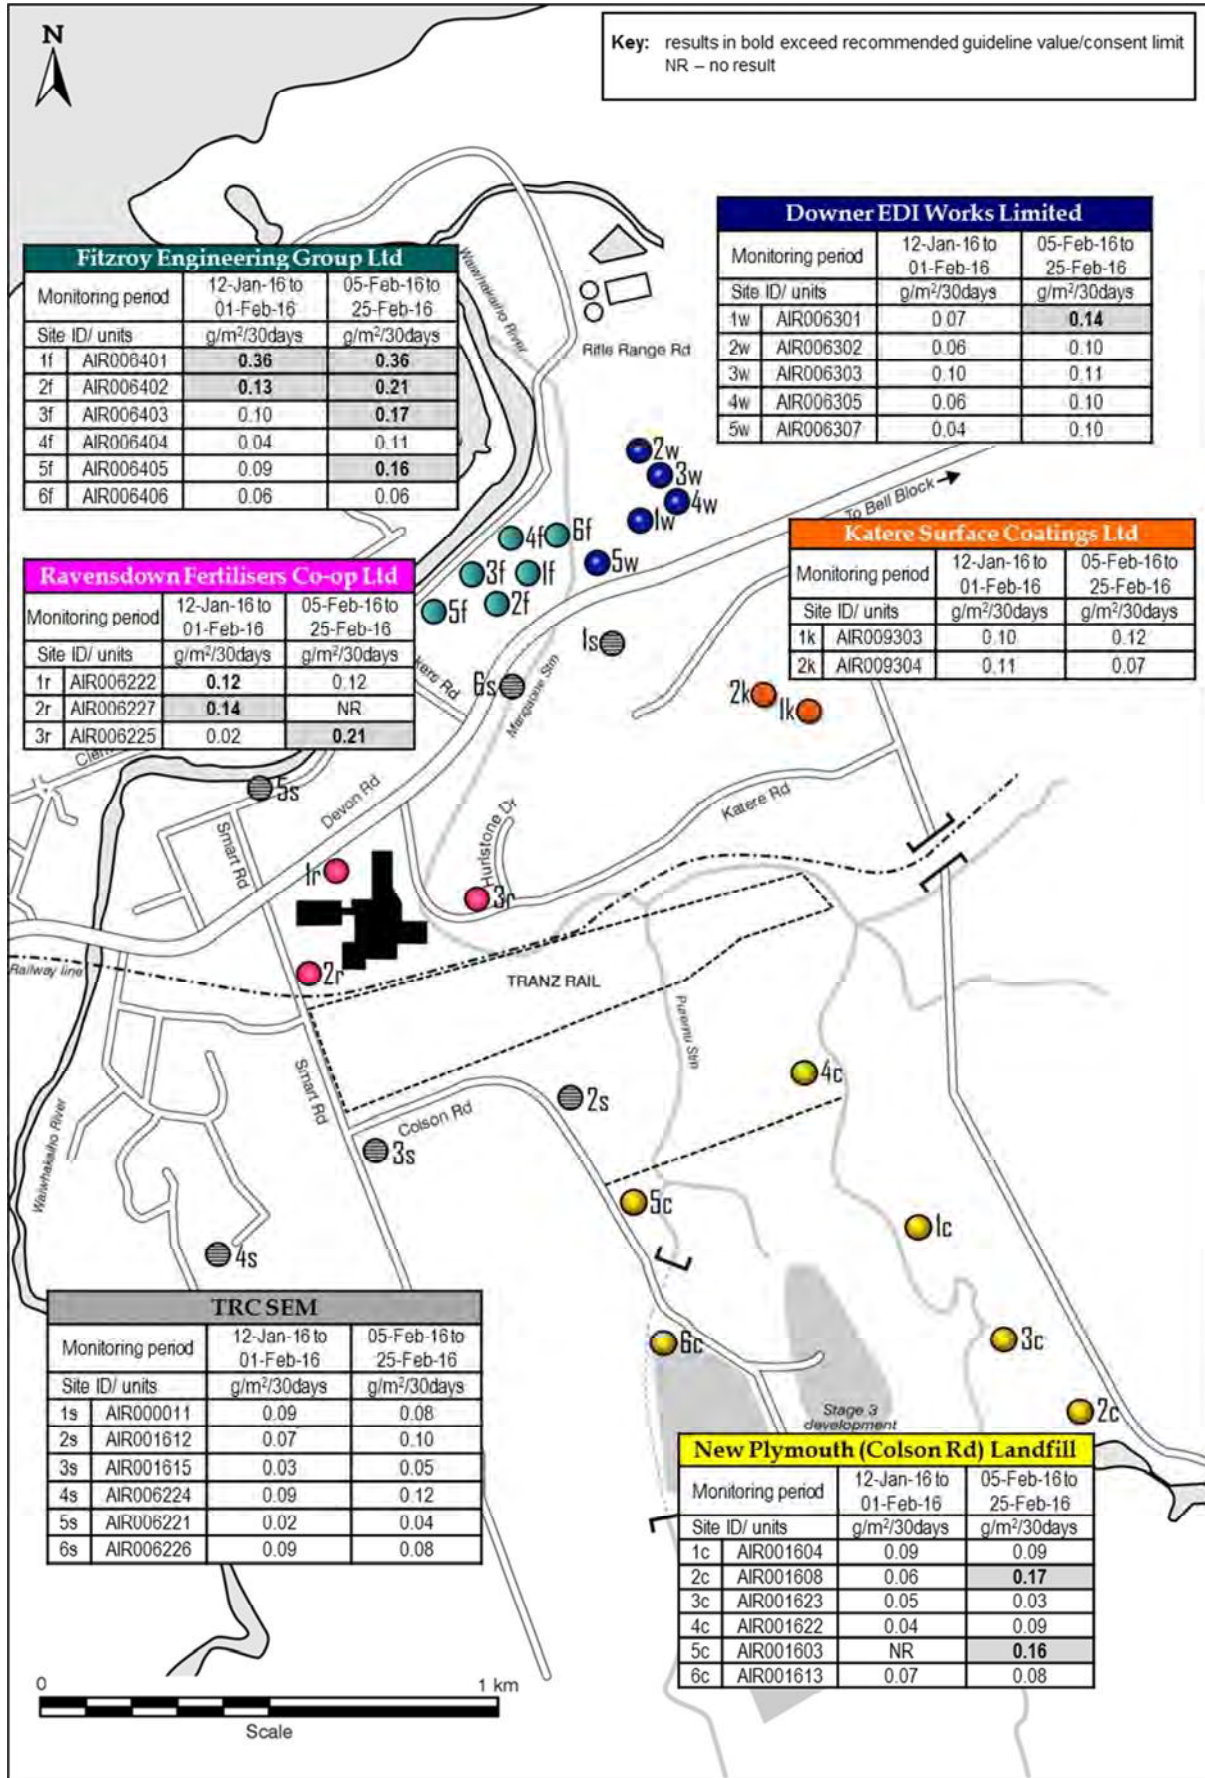 N
Key: results in bold exceed recommended guideline value/consent limit
NR – no result
Downer EDI Works Limited
Monitoring period 12-Jan-16 to 01-Feb-16 05-Feb-16 to 25-Feb-16
Site ID/ units g/m²/30days g/m²/30days
1w AIR006301 0.07 0.14
2w AIR006302 0.06 0.10
3w AIR006303 0.10 0.11
4w AIR006305 0.06 0.10
5w AIR006307 0.04 0.10
Fitzroy Engineering Group Ltd
Monitoring period 12-Jan-16 to 01-Feb-16 05-Feb-16 to 25-Feb-16
Site ID/ units g/m²/30days g/m²/30days
1f AIR006401 0.36 0.36
2f AIR006402 0.13 0.21
3f AIR006403 0.10 0.17
4f AIR006404 0.04 0.11
5f AIR006405 0.09 0.16
6f AIR006406 0.06 0.06
Waiwhakaiho River
Rifle Range Rd
2w
3w
4w
1w
5w
To Bell Block
4f
6f
3f
1f
2f
5f
Katere Surface Coatings Ltd
Monitoring period 12-Jan-16 to 01-Feb-16 05-Feb-16 to 25-Feb-16
Site ID/ units g/m²/30days g/m²/30days
1k AIR009303 0.10 0.12
2k AIR009304 0.11 0.07
Ravensdown Fertilisers Co-op Ltd
Monitoring period 12-Jan-16 to 01-Feb-16 05-Feb-16 to 25-Feb-16
Site ID/ units g/m²/30days g/m²/30days
1r AIR006222 0.12 0.12
2r AIR006227 0.14 NR
3r AIR006225 0.02 0.21
1s
6s
Mangaone Stm
2k
1k
5s
Devon Rd
Smart Rd
Hurlstone Dr
Katere Rd
1r
3r
2r
Railway line
TRANZ RAIL
Puremu Stm
Smart Rd
Colson Rd
2s
3s
4c
Waiwhakaiho River
4s
5c
1c
6c
3c
2c
Stage 3
development
TRC SEM
Monitoring period 12-Jan-16 to 01-Feb-16 05-Feb-16 to 25-Feb-16
Site ID/ units g/m²/30days g/m²/30days
1s AIR000011 0.09 0.08
2s AIR001612 0.07 0.10
3s AIR001615 0.03 0.05
4s AIR006224 0.09 0.12
5s AIR006221 0.02 0.04
6s AIR006226 0.09 0.08
New Plymouth (Colson Rd) Landfill
Monitoring period 12-Jan-16 to 01-Feb-16 05-Feb-16 to 25-Feb-16
Site ID/ units g/m²/30days g/m²/30days
1c AIR001604 0.09 0.09
2c AIR001608 0.06 0.17
3c AIR001623 0.05 0.03
4c AIR001622 0.04 0.09
5c AIR001603 NR 0.16
6c AIR001613 0.07 0.08
0 1 km
Scale